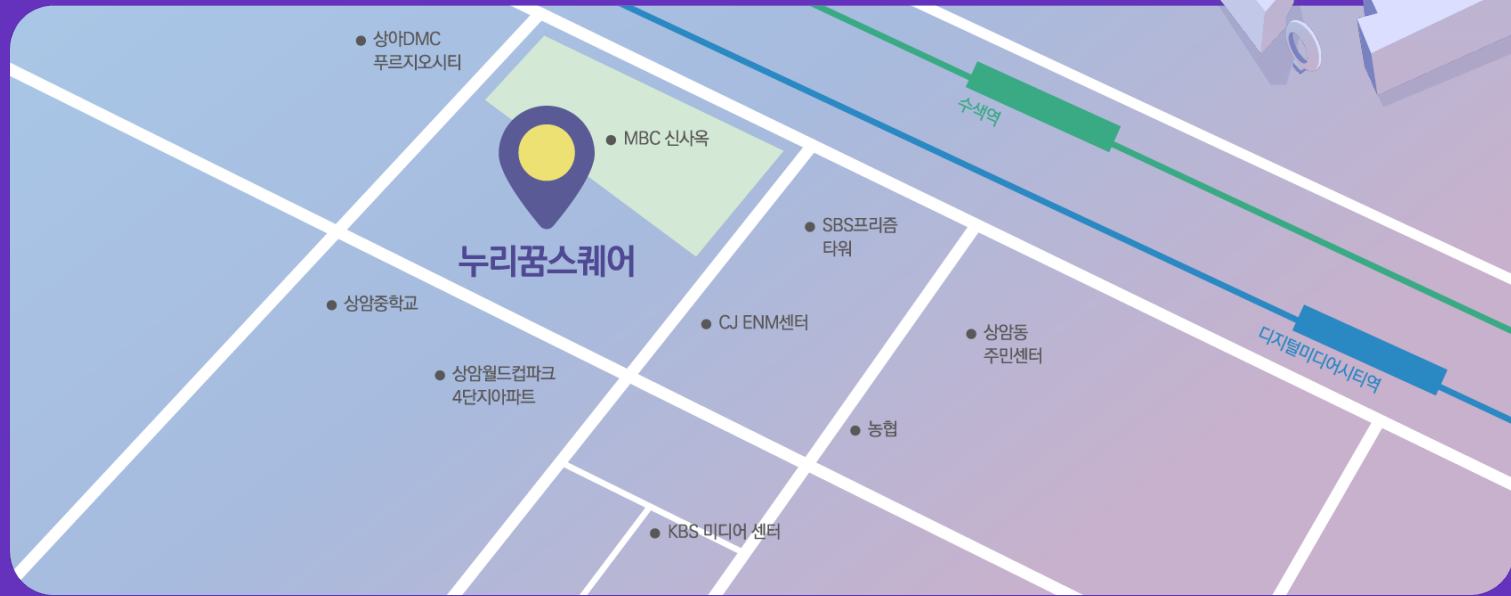 상아DMC
푸르지오시티
수색역
MBC 신사옥
SBS프리즘
타워
누리꿈스퀘어
상암중학교
CJ ENM센터
상암동
주민센터
디지털미디어시티역
상암월드컵파크
4단지아파트
농협
KBS 미디어 센터